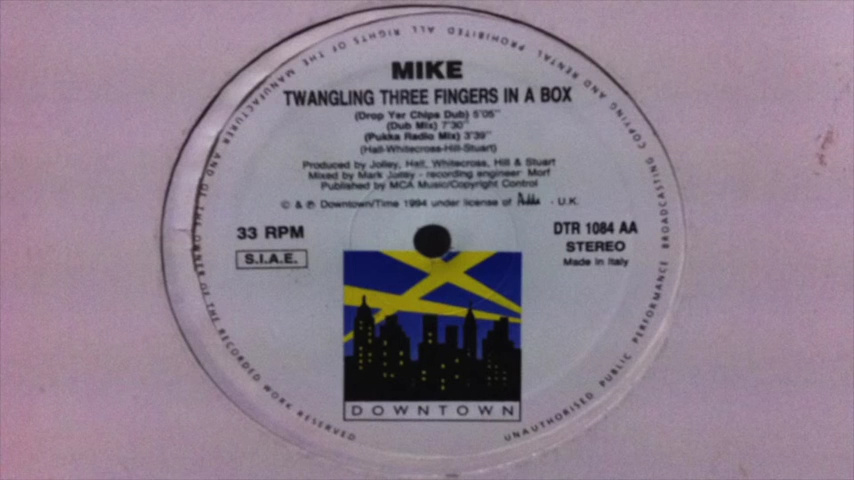 MIKE
TWANGLING THREE FINGERS IN A BOX
(Drop Yer Chips Dub) 5'05"
(Dub Mix) 7'30"
(Pukka Radio Mix) 3'39"
(Hall-Whitecross-Hill-Stuart)
Produced by Jolley, Hall, Whitecross, Hill & Stuart
Mixed by Mark Jolley - recording engineer: Morf
Published by MCA Music/Copyright Control
© & ℗ Downtown/Time 1994 under license of Pukka - U.K.
33 RPM
S.I.A.E.
DTR 1084 AA
STEREO
Made in Italy
DOWNTOWN
ALL RIGHTS OF THE MANUFACTURER AND OF THE OWNER OF THE RECORDED WORK RESERVED
UNAUTHORISED PUBLIC PERFORMANCE BROADCASTING COPYING AND RENTAL PROHIBITED